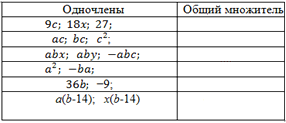 Одночлены Общий множитель
9c; 18x; 27;
ac; bc; c²;
abx; aby; −abc;
a²; −ba;
36b; −9;
a(b-14); x(b-14)